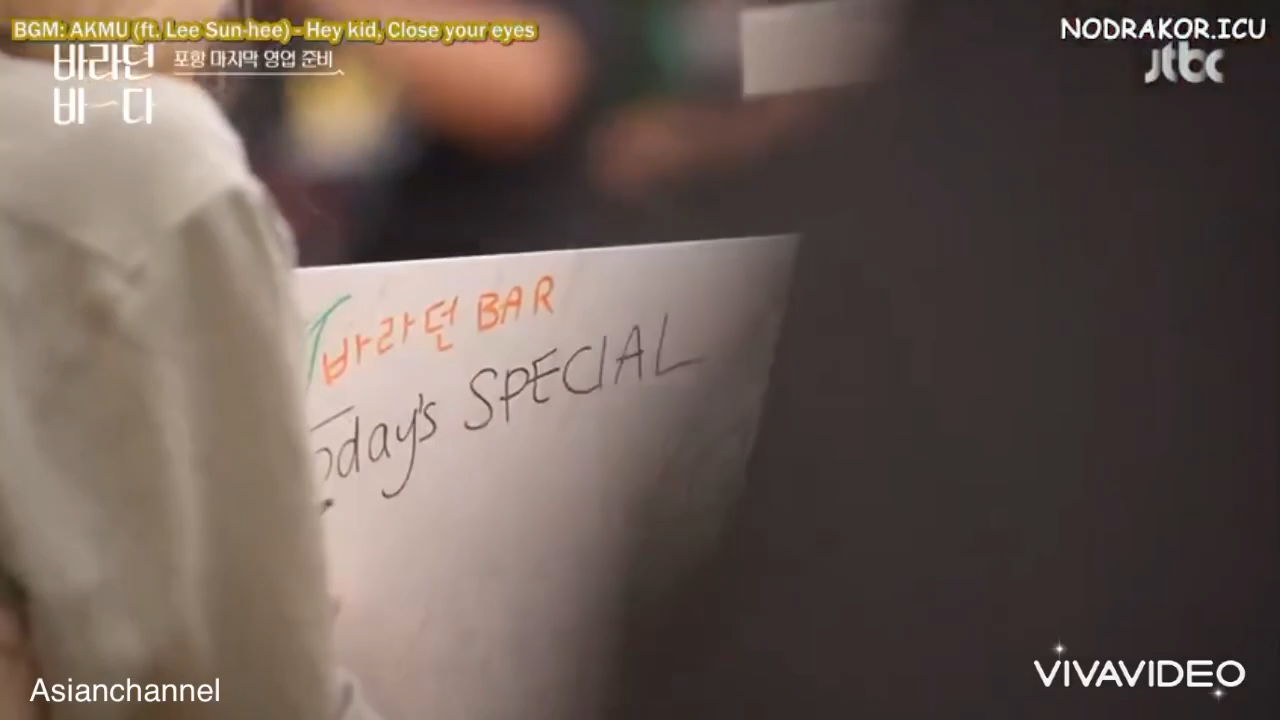 BGM: AKMU (ft. Lee Sun-hee) - Hey kid, Close your eyes
NODRAKOR.ICU
바라던
바다
포항 마지막 영업 준비
jtbc
바라던 BAR
Today's SPECIAL
Asianchannel
VIVAVIDEO